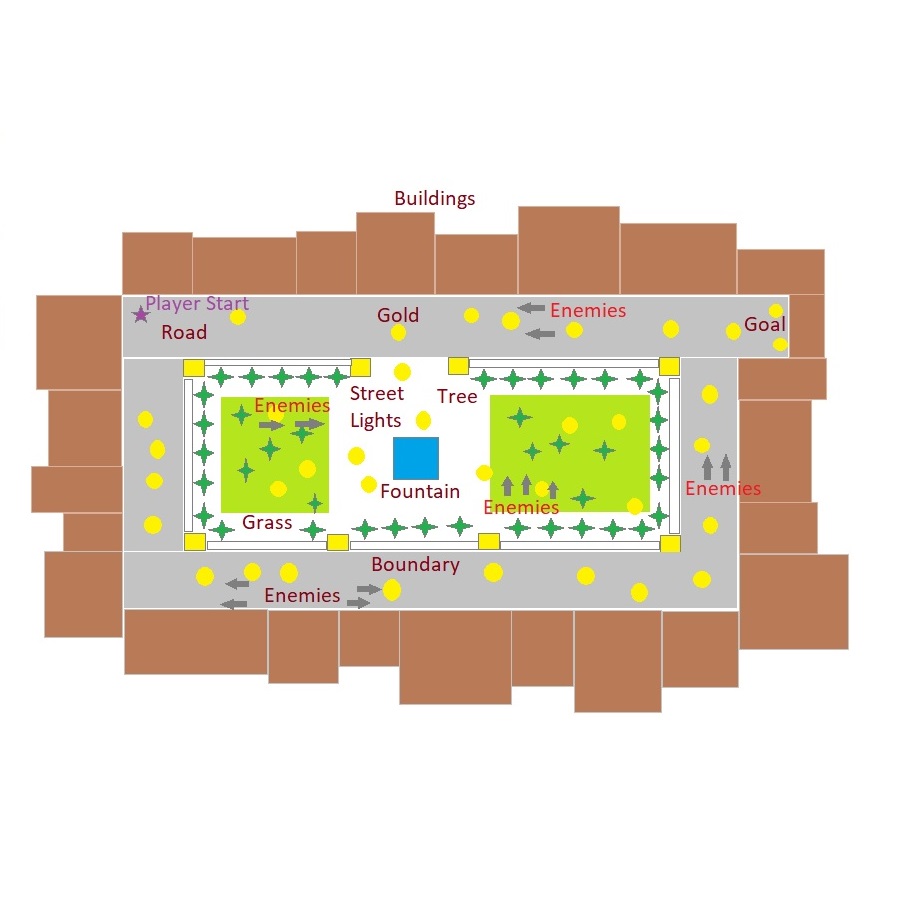 Buildings
Player Start
Road
Gold
Enemies
Goal
Enemies
Street
Lights
Tree
Fountain
Enemies
Enemies
Grass
Boundary
Enemies